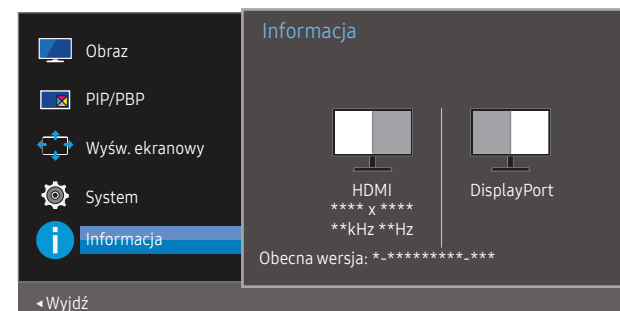 Obraz
PIP/PBP
Wyśw. ekranowy
System
Informacja
Informacja
HDMI
**** x ****
**kHz **Hz
DisplayPort
Obecna wersja: *-*********-***
Wyjdź